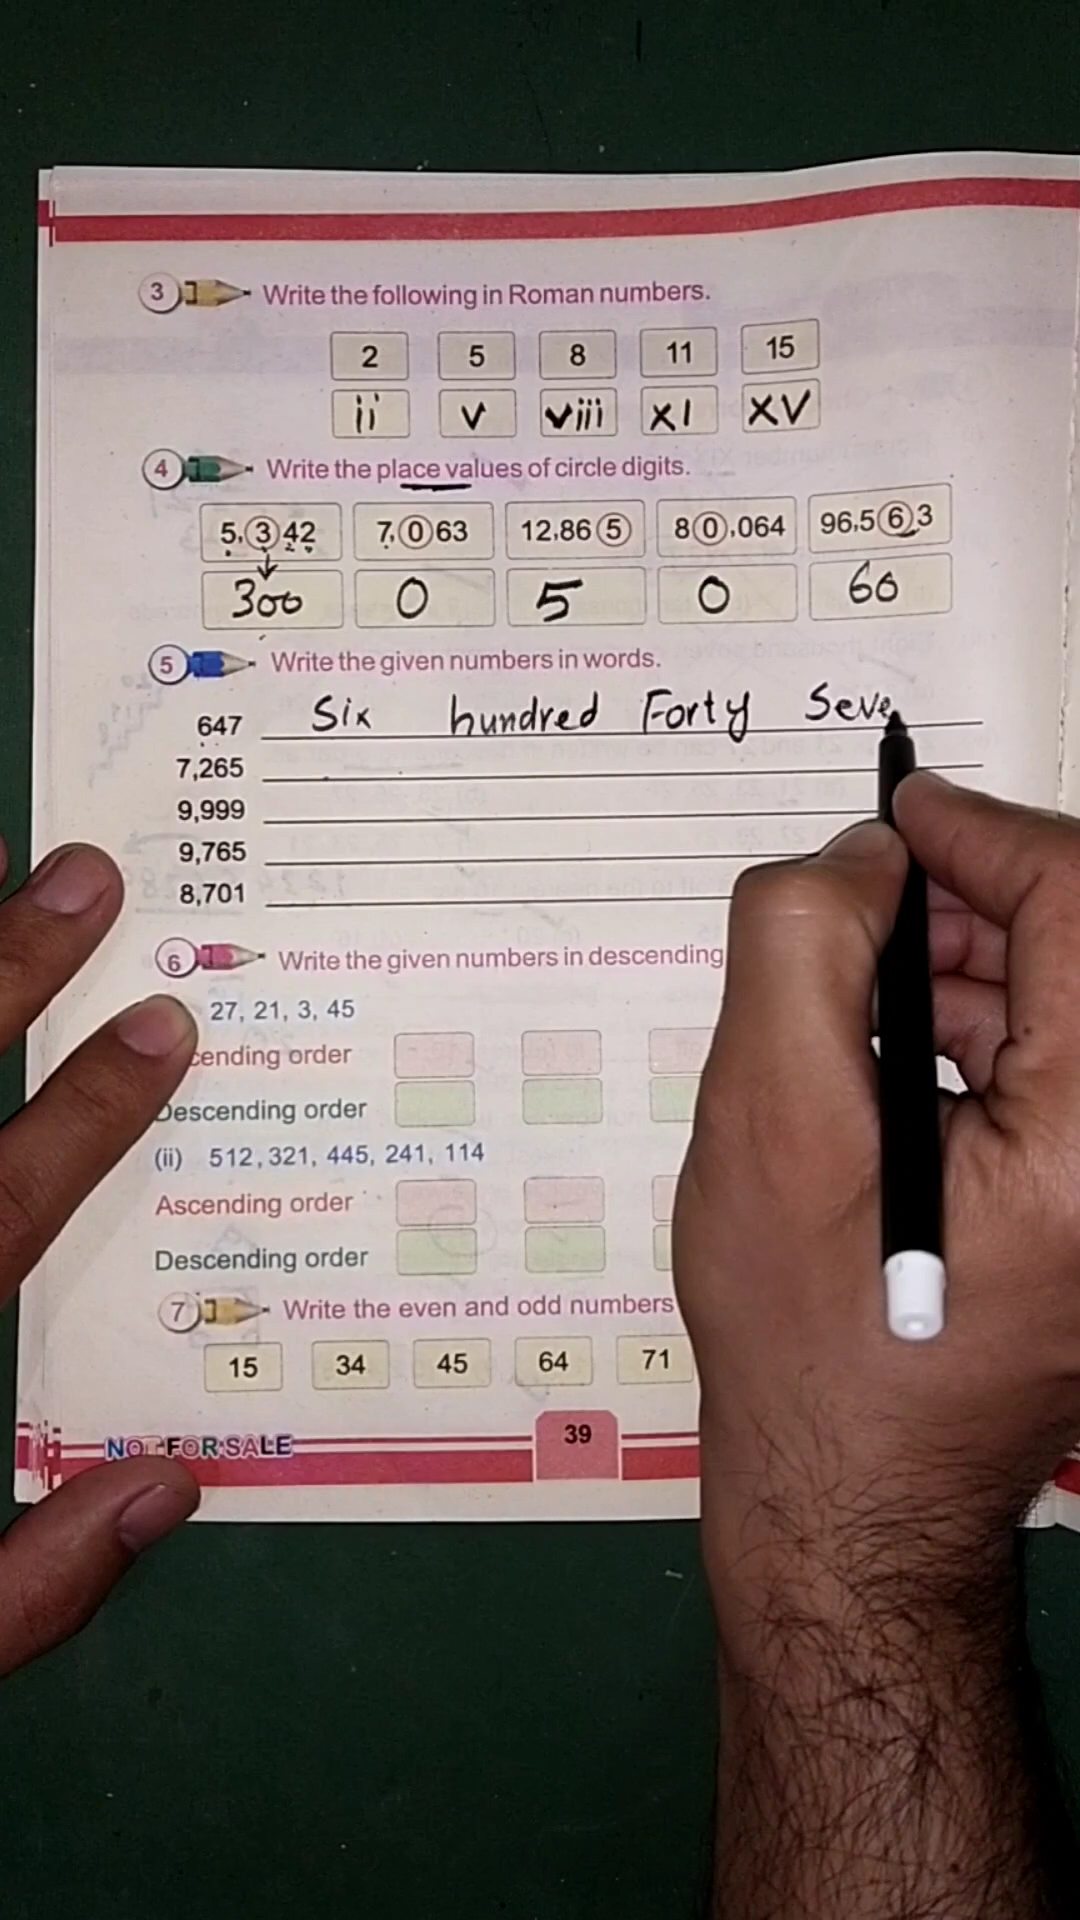 3 Write the following in Roman numbers.
2 5 8 11 15
ii v viii XI XV
4 Write the place values of circle digits.
5,342 7,063 12,865 80,064 96,563
300 0 5 0 60
5 Write the given numbers in words.
647 Six hundred Forty Seve
7,265
9,999
9,765
8,701
6 Write the given numbers in descending
27, 21, 3, 45
cending order
Descending order
(ii) 512, 321, 445, 241, 114
Ascending order
Descending order
7 Write the even and odd numbers
15 34 45 64 71
NOT FOR SALE
39